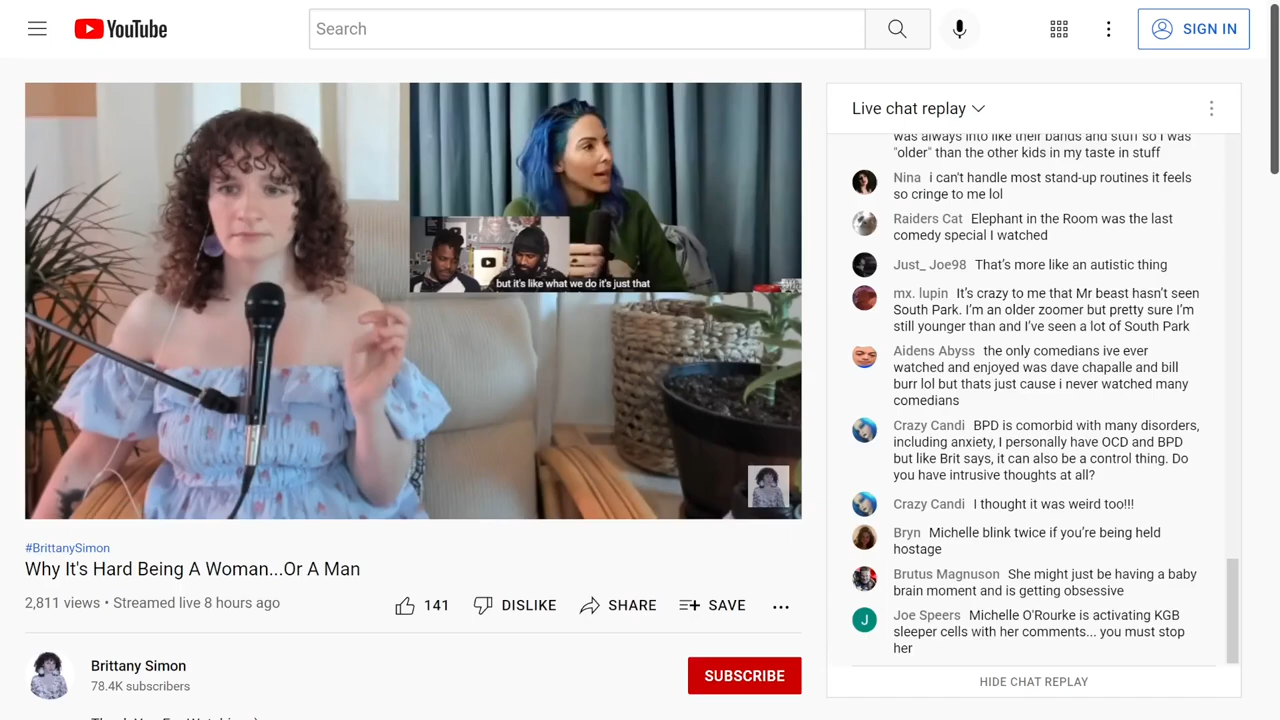 YouTube
Search
SIGN IN
but it's like what we do it's just that
#BrittanySimon
Why It's Hard Being A Woman...Or A Man
2,811 views • Streamed live 8 hours ago
141
DISLIKE
SHARE
SAVE
Brittany Simon
78.4K subscribers
SUBSCRIBE
Live chat replay
was always into like their bands and stuff so I was
"older" than the other kids in my taste in stuff
Nina i can't handle most stand-up routines it feels
so cringe to me lol
Raiders Cat Elephant in the Room was the last
comedy special I watched
Just_ Joe98 That's more like an autistic thing
mx. lupin It's crazy to me that Mr beast hasn't seen
South Park. I'm an older zoomer but pretty sure I'm
still younger than and I've seen a lot of South Park
Aidens Abyss the only comedians ive ever
watched and enjoyed was dave chapalle and bill
burr lol but thats just cause i never watched many
comedians
Crazy Candi BPD is comorbid with many disorders,
including anxiety, I personally have OCD and BPD
but like Brit says, it can also be a control thing. Do
you have intrusive thoughts at all?
Crazy Candi I thought it was weird too!!!
Bryn Michelle blink twice if you're being held
hostage
Brutus Magnuson She might just be having a baby
brain moment and is getting obsessive
J
Joe Speers Michelle O'Rourke is activating KGB
sleeper cells with her comments... you must stop
her
HIDE CHAT REPLAY